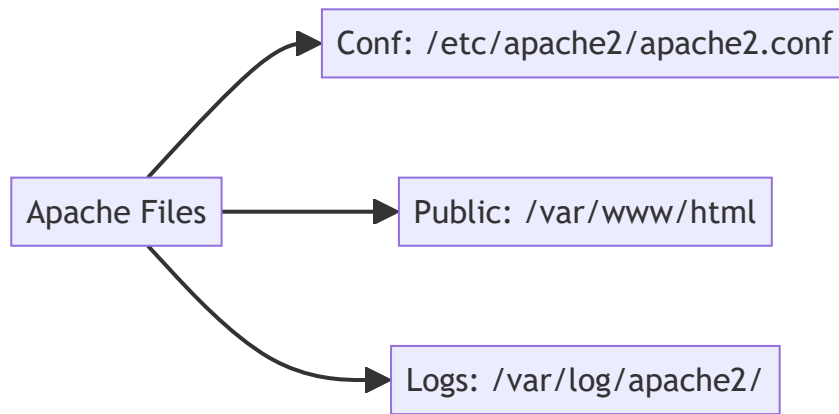 Conf: /etc/apache2/apache2.conf
Apache Files
Public: /var/www/html
Logs: /var/log/apache2/